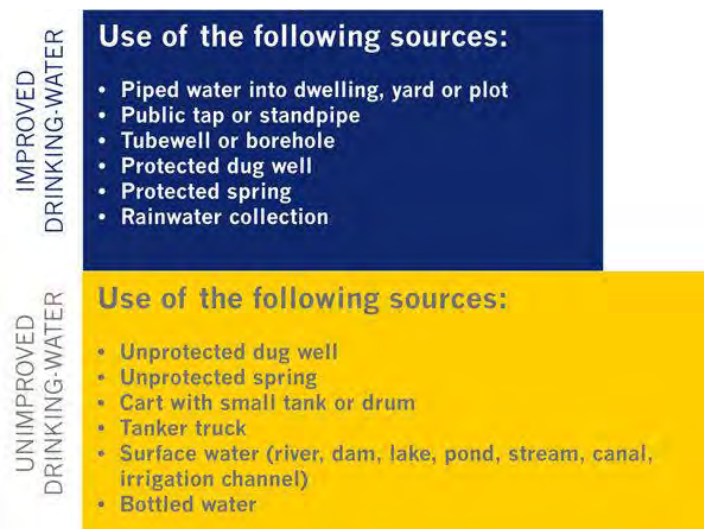 IMPROVED
DRINKING-WATER
Use of the following sources:
• Piped water into dwelling, yard or plot
• Public tap or standpipe
• Tubewell or borehole
• Protected dug well
• Protected spring
• Rainwater collection
UNIMPROVED
DRINKING-WATER
Use of the following sources:
• Unprotected dug well
• Unprotected spring
• Cart with small tank or drum
• Tanker truck
• Surface water (river, dam, lake, pond, stream, canal,
irrigation channel)
• Bottled water